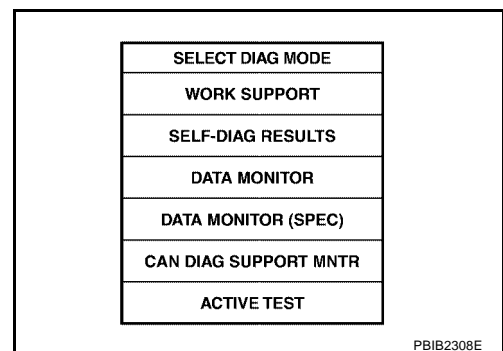 SELECT DIAG MODE
WORK SUPPORT
SELF-DIAG RESULTS
DATA MONITOR
DATA MONITOR (SPEC)
CAN DIAG SUPPORT MNTR
ACTIVE TEST
PBIB2308E